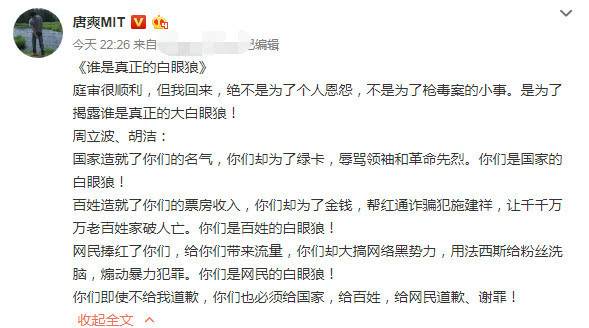 唐爽MIT
今天 22:26 来自 已编辑
《谁是真正的白眼狼》
庭审很顺利，但我回来，绝不是为了个人恩怨，不是为了枪毒案的小事。是为了
揭露谁是真正的大白眼狼！
周立波、胡洁：
国家造就了你们的名气，你们却为了绿卡，辱骂领袖和革命先烈。你们是国家的
白眼狼！
百姓造就了你们的票房收入，你们却为了金钱，帮红通诈骗犯施建祥，让千千万
万老百姓家破人亡。你们是百姓的白眼狼！
网民捧红了你们，给你们带来流量，你们却大搞网络黑势力，用法西斯给粉丝洗
脑，煽动暴力犯罪。你们是网民的白眼狼！
你们即使不给我道歉，你们也必须给国家，给百姓，给网民道歉、谢罪！
收起全文